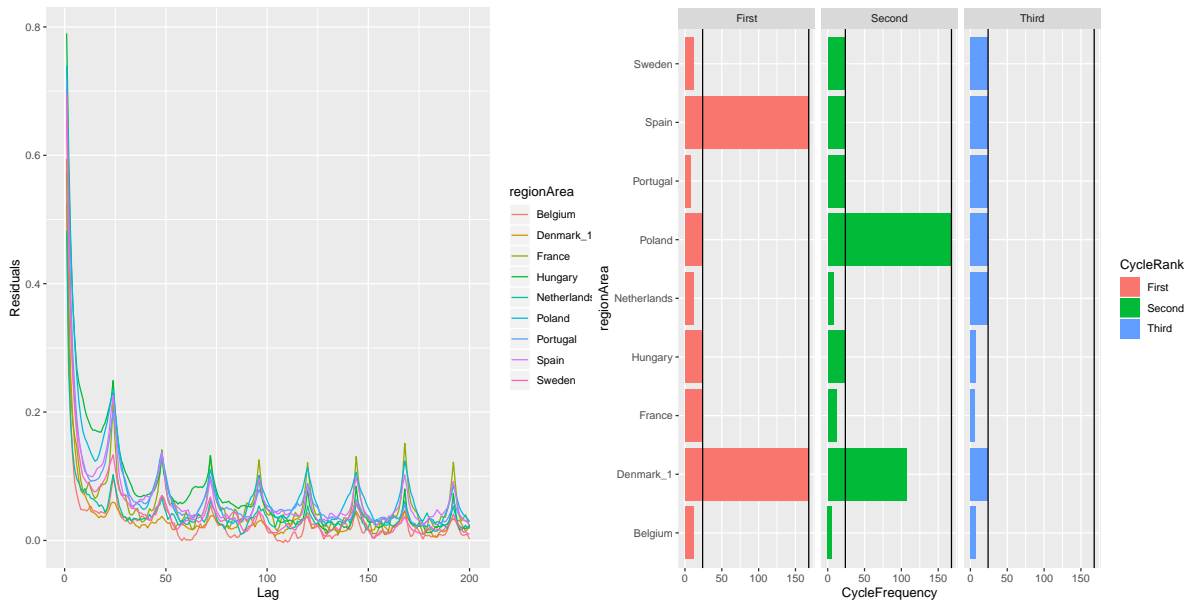 0.8
0.6
0.4
0.2
0.0
Residuals
0
50
100
150
200
Lag
regionArea
Belgium
Denmark_1
France
Hungary
Netherlands
Poland
Portugal
Spain
Sweden
First
Second
Third
Sweden
Spain
Portugal
Poland
Netherlands
Hungary
France
Denmark_1
Belgium
regionArea
0 50 100 150 0 50 100 150 0 50 100 150
CycleFrequency
CycleRank
First
Second
Third